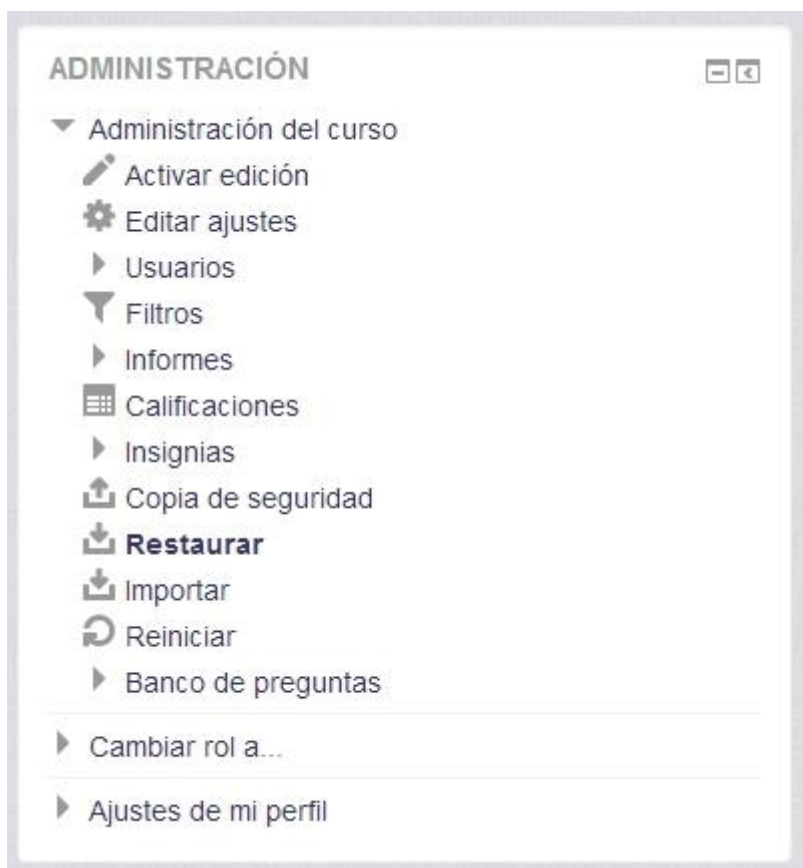 ADMINISTRACIÓN
Administración del curso
Activar edición
Editar ajustes
Usuarios
Filtros
Informes
Calificaciones
Insignias
Copia de seguridad
Restaurar
Importar
Reiniciar
Banco de preguntas
Cambiar rol a...
Ajustes de mi perfil